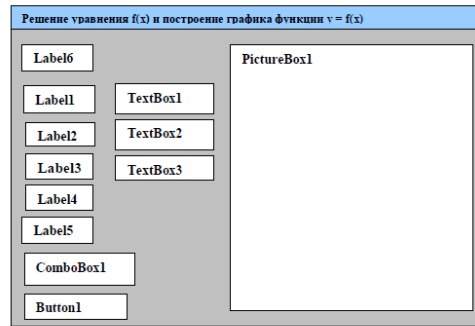 Решение уравнения f(x) и построение графика функции v = f(x)
Label6
PictureBox1
Label1
TextBox1
Label2
TextBox2
Label3
TextBox3
Label4
Label5
ComboBox1
Button1